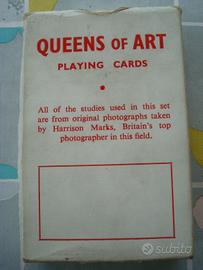 QUEENS OF ART
PLAYING CARDS
All of the studies used in this set
are from original photographs taken
by Harrison Marks, Britain's top
photographer in this field.
subito